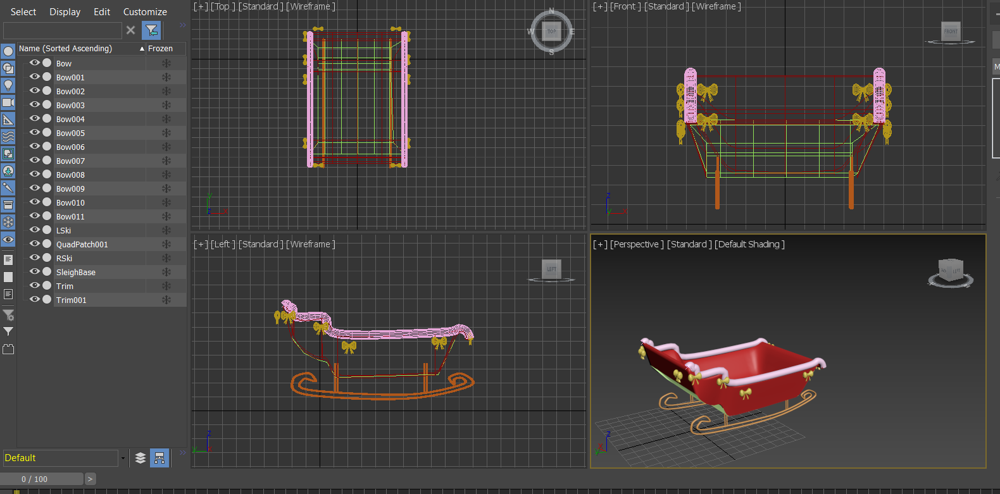 Select Display Edit Customize
[ + ] [Top ] [Standard ] [Wireframe ]
[ + ] [Front ] [Standard ] [Wireframe ]
N
W TOP E
S
FRONT
Name (Sorted Ascending) ▲ Frozen
Bow
Bow001
Bow002
Bow003
Bow004
Bow005
Bow006
Bow007
Bow008
Bow009
Bow010
Bow011
LSki
QuadPatch001
RSki
SleighBase
Trim
Trim001
M
y
z x
z
y x
[ + ] [Left ] [Standard ] [Wireframe ]
[ + ] [Perspective ] [Standard ] [Default Shading ]
LEFT
LEFT
z
y x
z
x
y
Default
0 / 100 >